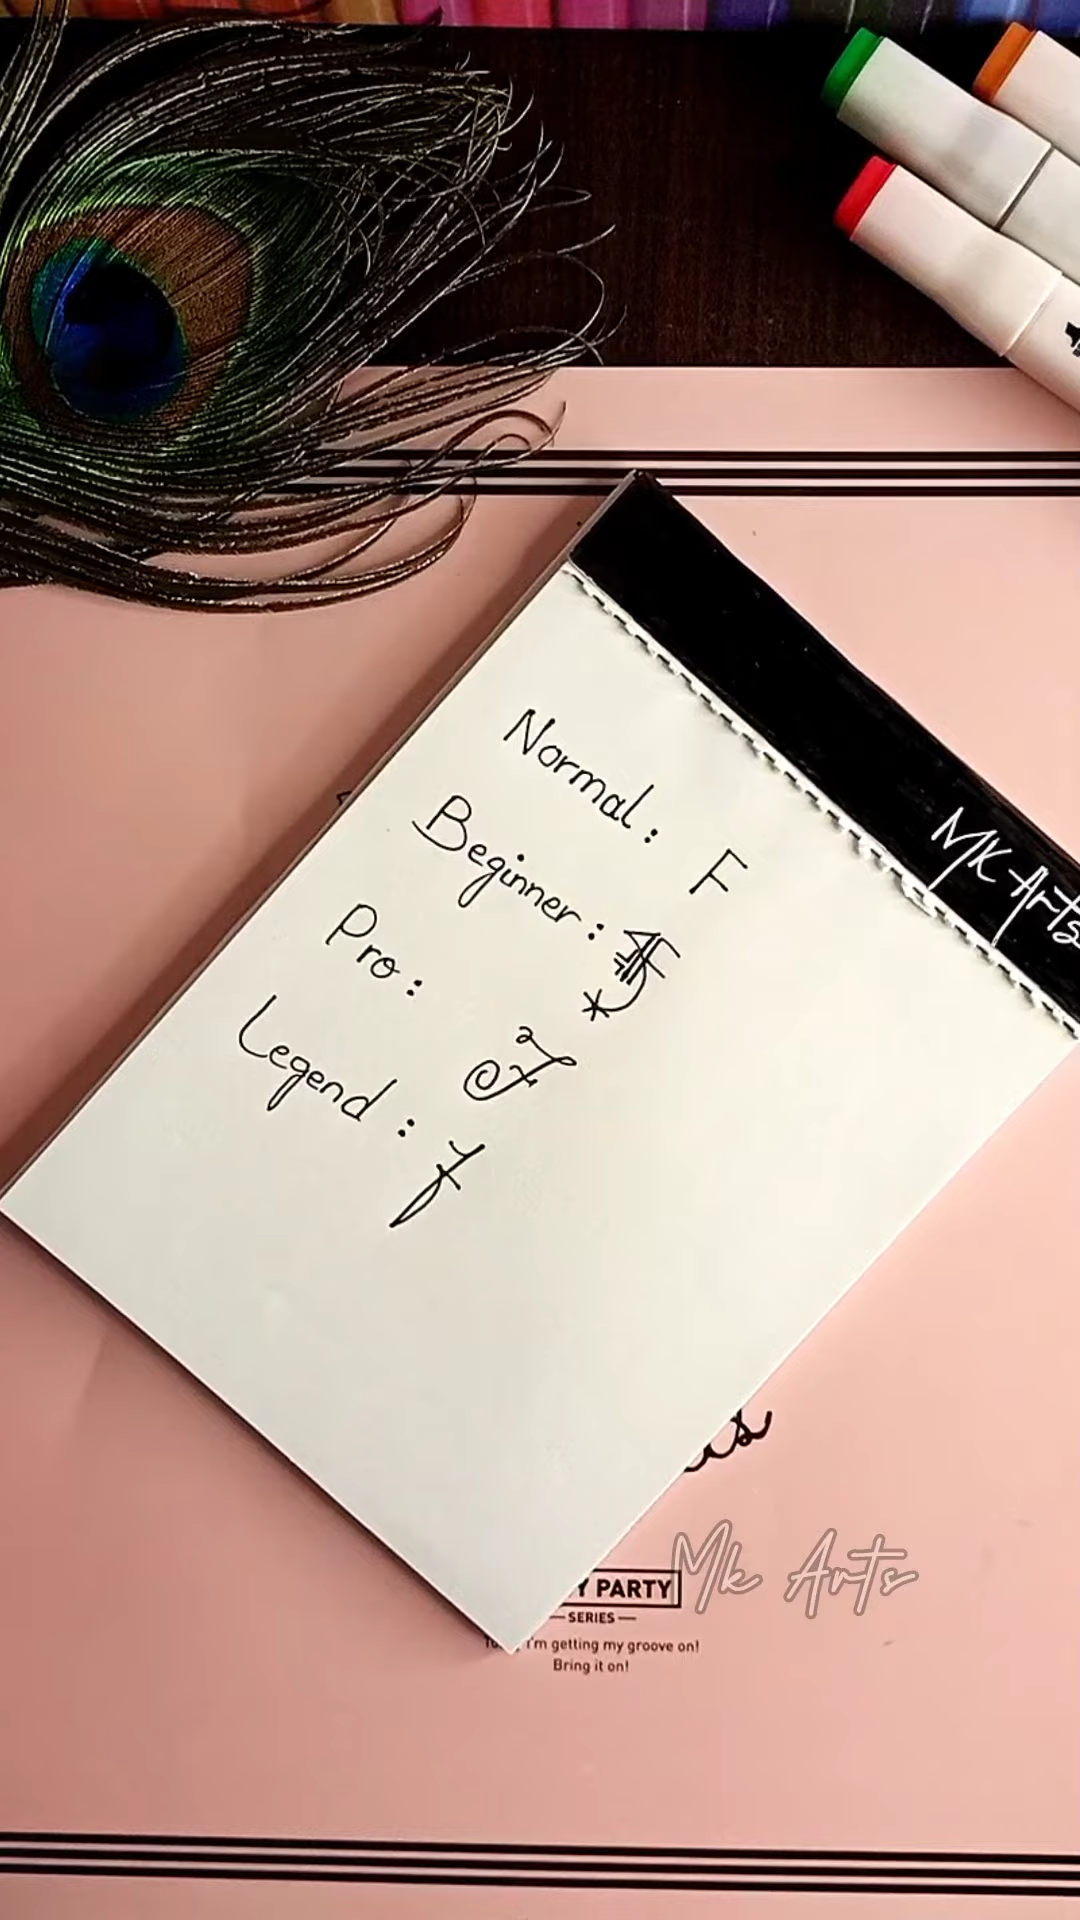 MK Arts
Normal: F
Beginner: F
Pro: F
Legend: F
Mk Arts
Y PARTY
— SERIES —
I'm getting my groove on!
Bring it on!